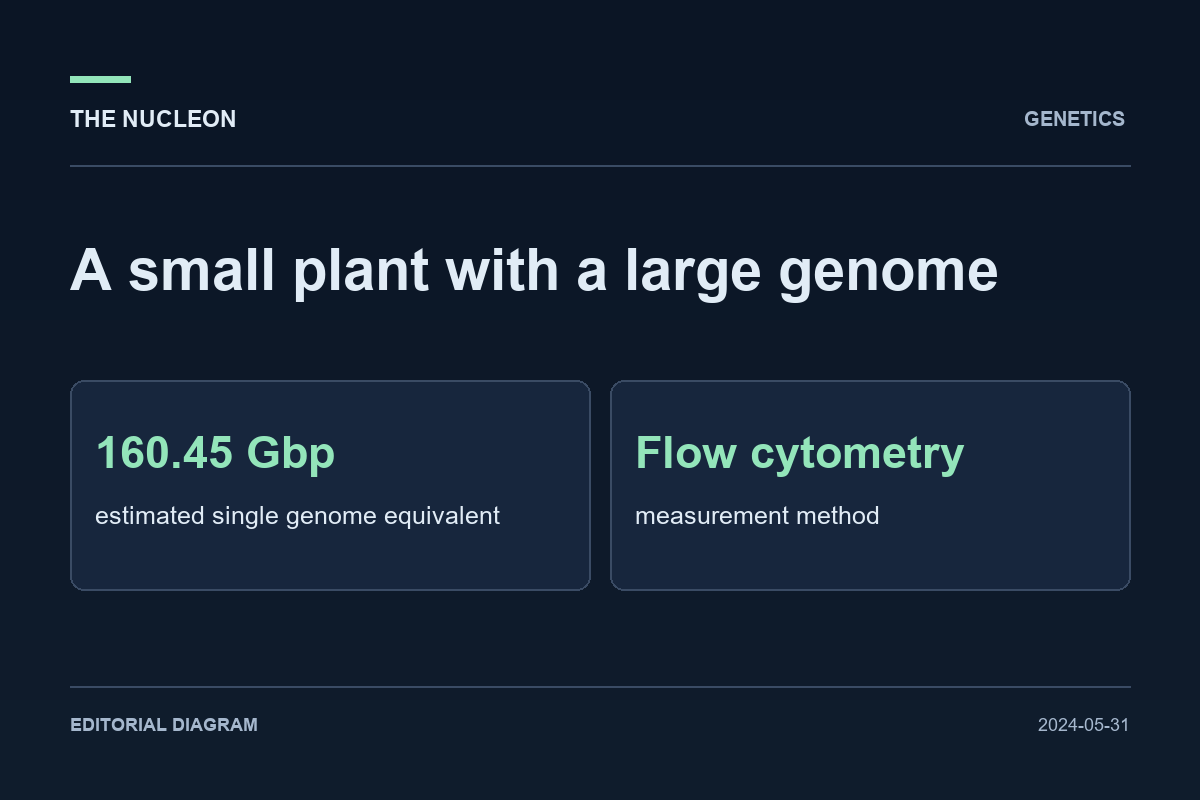 THE NUCLEON
GENETICS
A small plant with a large genome
160.45 Gbp
estimated single genome equivalent
Flow cytometry
measurement method
EDITORIAL DIAGRAM
2024-05-31